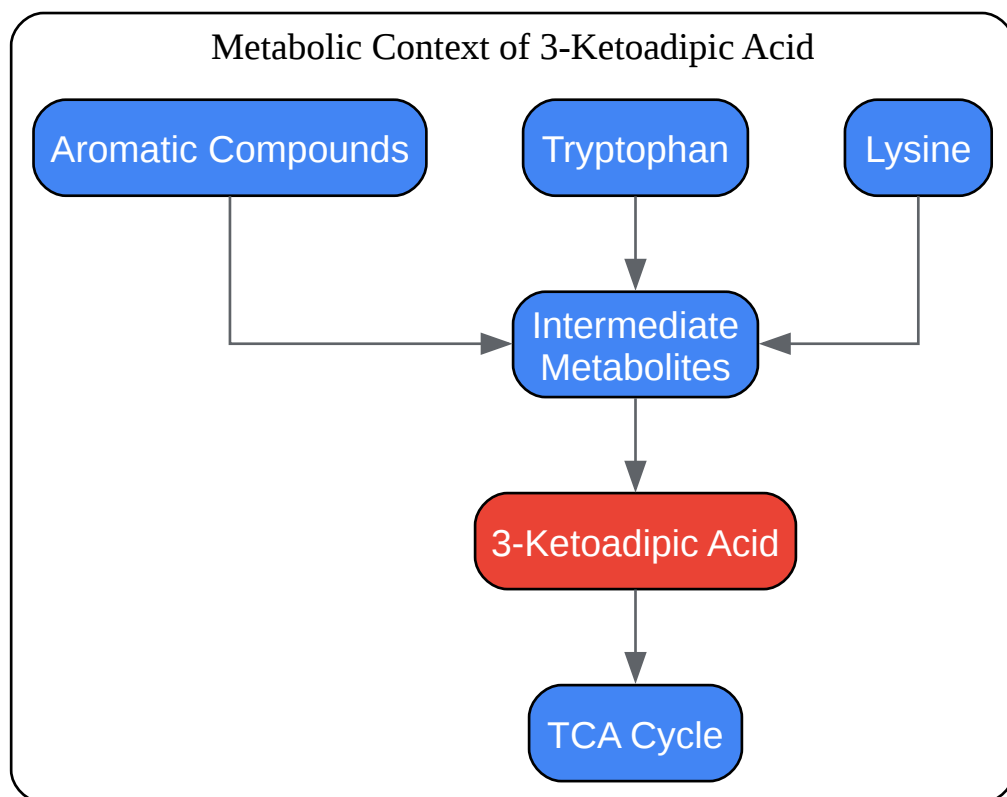 Metabolic Context of 3-Ketoadipic Acid
Aromatic Compounds
Tryptophan
Lysine
Intermediate
Metabolites
3-Ketoadipic Acid
TCA Cycle